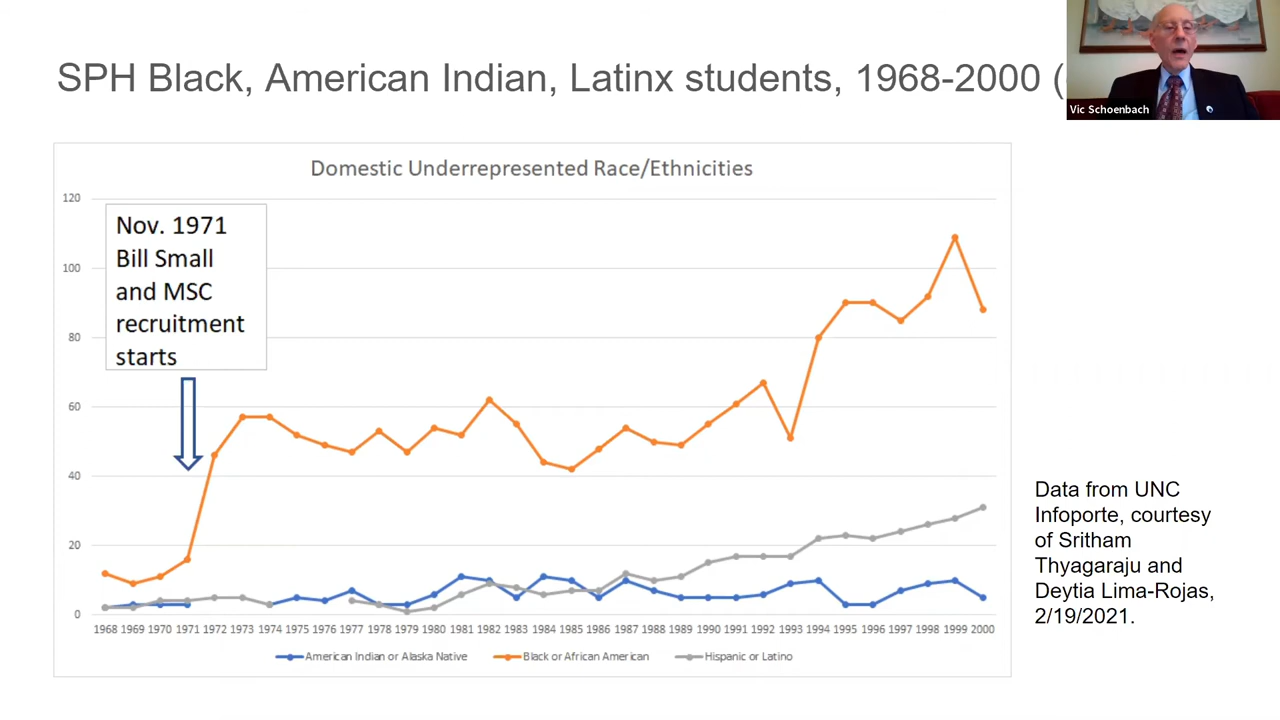 SPH Black, American Indian, Latinx students, 1968-2000 (
Vic Schoenbach
Domestic Underrepresented Race/Ethnicities
120
100
80
60
40
20
0
Nov. 1971
Bill Small
and MSC
recruitment
starts
1968 1969 1970 1971 1972 1973 1974 1975 1976 1977 1978 1979 1980 1981 1982 1983 1984 1985 1986 1987 1988 1989 1990 1991 1992 1993 1994 1995 1996 1997 1998 1999 2000
American Indian or Alaska Native Black or African American Hispanic or Latino
Data from UNC
Infoporte, courtesy
of Sritham
Thyagaraju and
Deytia Lima-Rojas,
2/19/2021.